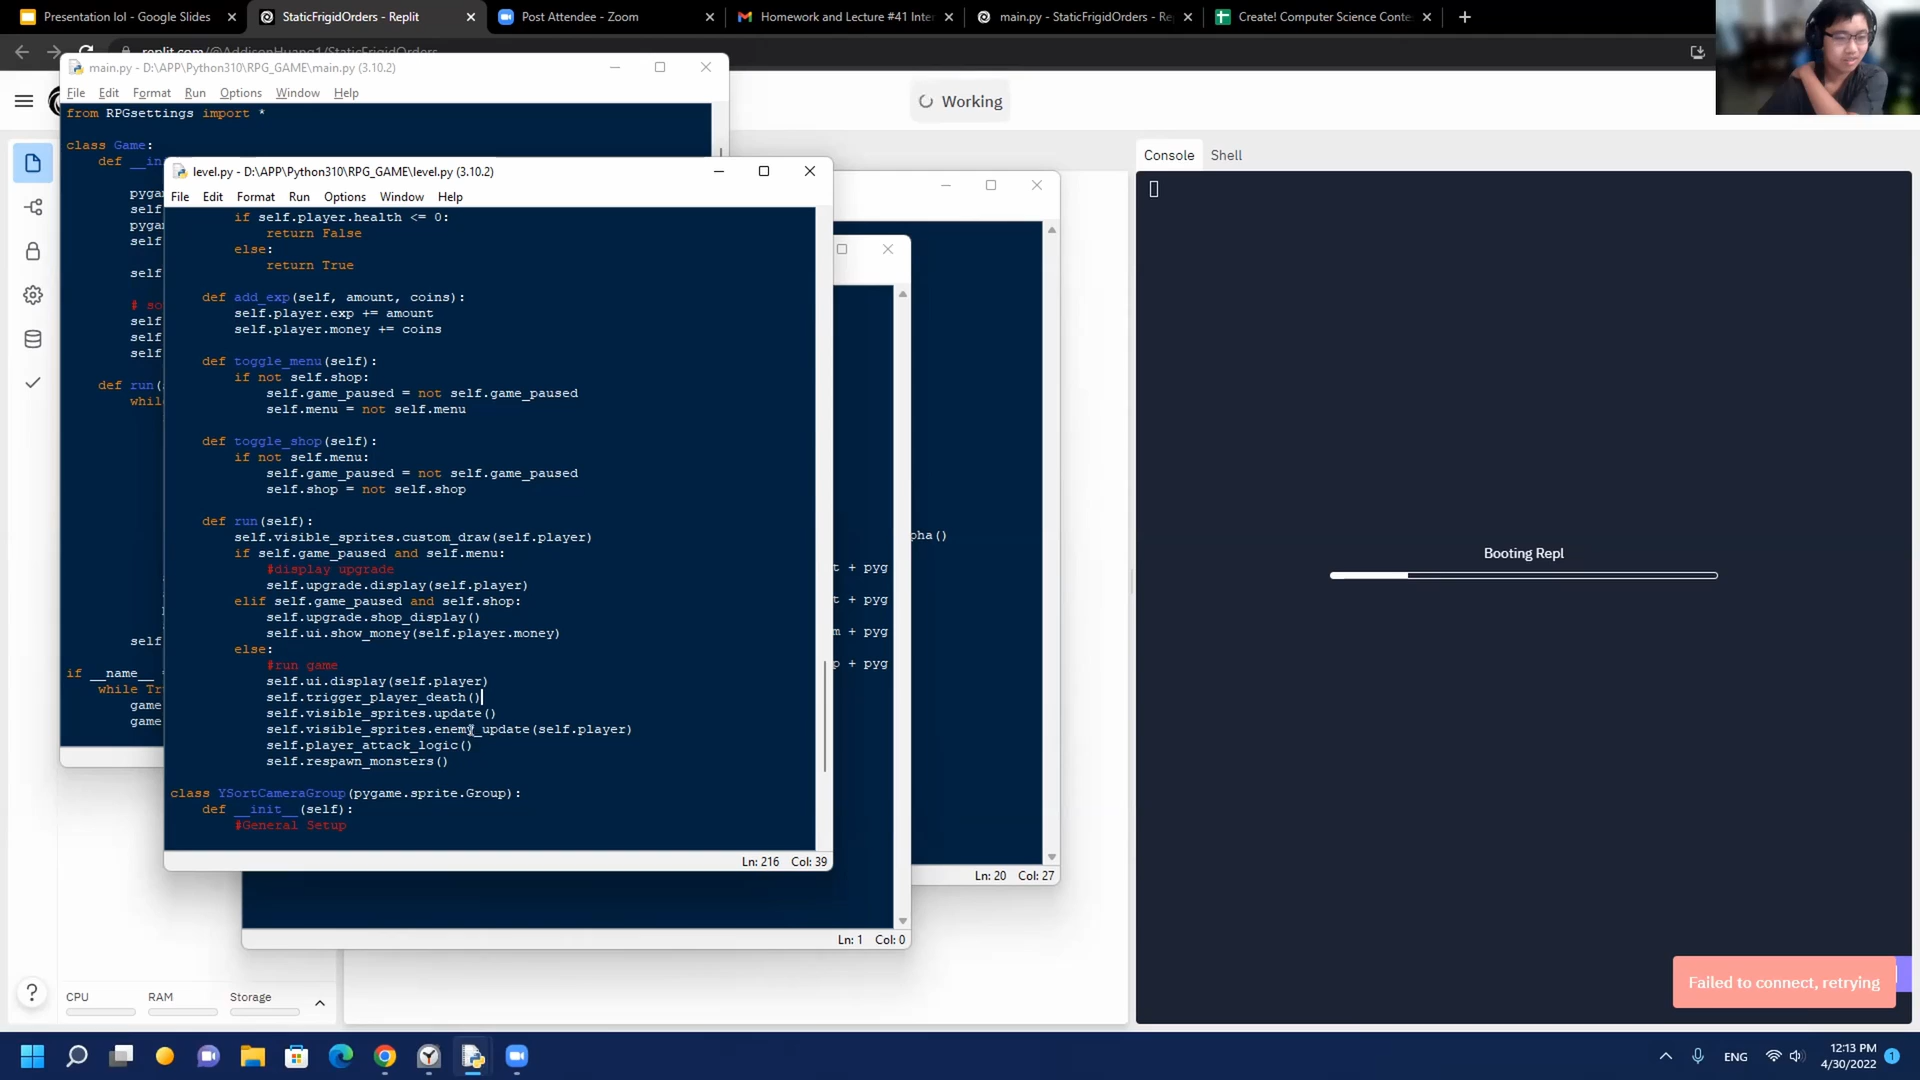 Presentation lol - Google Slides
StaticFrigidOrders - Replit
Post Attendee - Zoom
Homework and Lecture #41 Inter
main.py - StaticFrigidOrders - Re
Create! Computer Science Conte
replit.com/@AddisonHuang1/StaticFrigidOrders
main.py - D:\APP\Python310\RPG_GAME\main.py (3.10.2)
File Edit Format Run Options Window Help
from RPGsettings import *
class Game:
def __in
pygam
self
pygam
self
self
# so
self
self
self
def run(
whil
self
if __name__ =
while Tr
game
game
level.py - D:\APP\Python310\RPG_GAME\level.py (3.10.2)
File Edit Format Run Options Window Help
if self.player.health <= 0:
return False
else:
return True
def add_exp(self, amount, coins):
self.player.exp += amount
self.player.money += coins
def toggle_menu(self):
if not self.shop:
self.game_paused = not self.game_paused
self.menu = not self.menu
def toggle_shop(self):
if not self.menu:
self.game_paused = not self.game_paused
self.shop = not self.shop
def run(self):
self.visible_sprites.custom_draw(self.player)
if self.game_paused and self.menu:
#display upgrade
self.upgrade.display(self.player)
elif self.game_paused and self.shop:
self.upgrade.shop_display()
self.ui.show_money(self.player.money)
else:
#run game
self.ui.display(self.player)
self.trigger_player_death()
self.visible_sprites.update()
self.visible_sprites.enemy_update(self.player)
self.player_attack_logic()
self.respawn_monsters()
class YSortCameraGroup(pygame.sprite.Group):
def __init__(self):
#General Setup
Ln: 216 Col: 39
pha()
t + pyg
t + pyg
m + pyg
p + pyg
Ln: 20 Col: 27
Ln: 1 Col: 0
Working
Console Shell
Booting Repl
Failed to connect, retrying
?
CPU RAM Storage
ENG
12:13 PM
4/30/2022
1